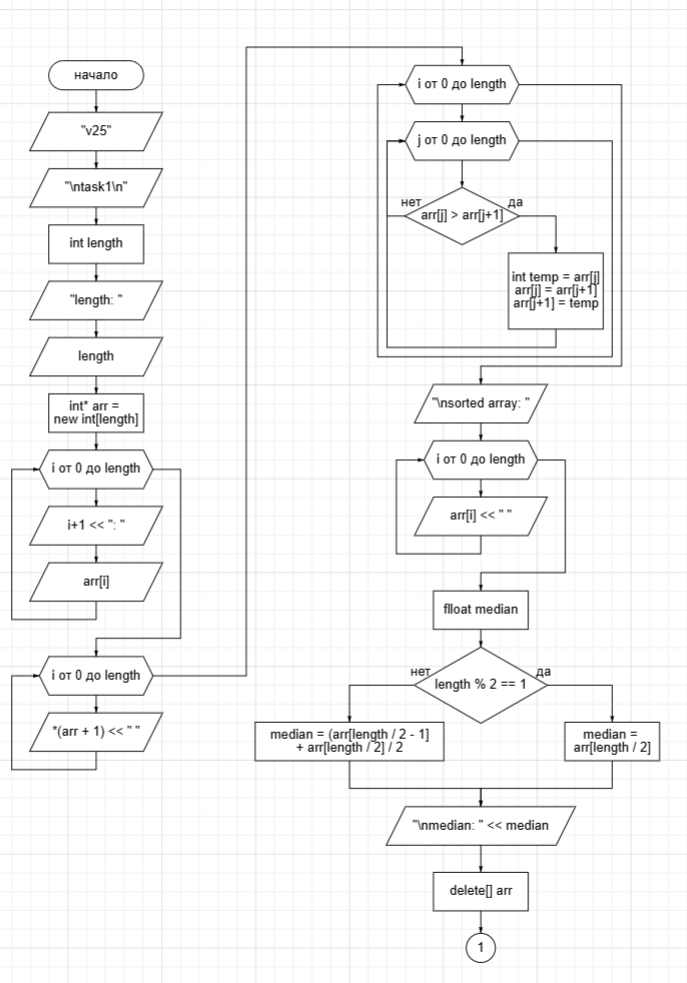 начало
"v25"
"\ntask1\n"
int length
"length: "
length
int* arr =
new int[length]
i от 0 до length
i+1 << ": "
arr[i]
i от 0 до length
*(arr + 1) << " "
i от 0 до length
j от 0 до length
нет
да
arr[j] > arr[j+1]
int temp = arr[j]
arr[j] = arr[j+1]
arr[j+1] = temp
"\nsorted array: "
i от 0 до length
arr[i] << " "
flloat median
нет
да
length % 2 == 1
median = (arr[length / 2 - 1]
+ arr[length / 2] / 2
median =
arr[length / 2]
"\nmedian: " << median
delete[] arr
1